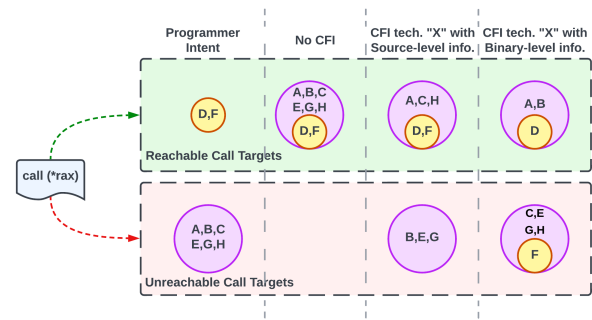 Programmer
Intent
No CFI
CFI tech. "X" with
Source-level info.
CFI tech. "X" with
Binary-level info.
D,F
A,B,C
E,G,H
D,F
A,C,H
D,F
A,B
D
Reachable Call Targets
call (*rax)
A,B,C
E,G,H
B,E,G
C,E
G,H
F
Unreachable Call Targets